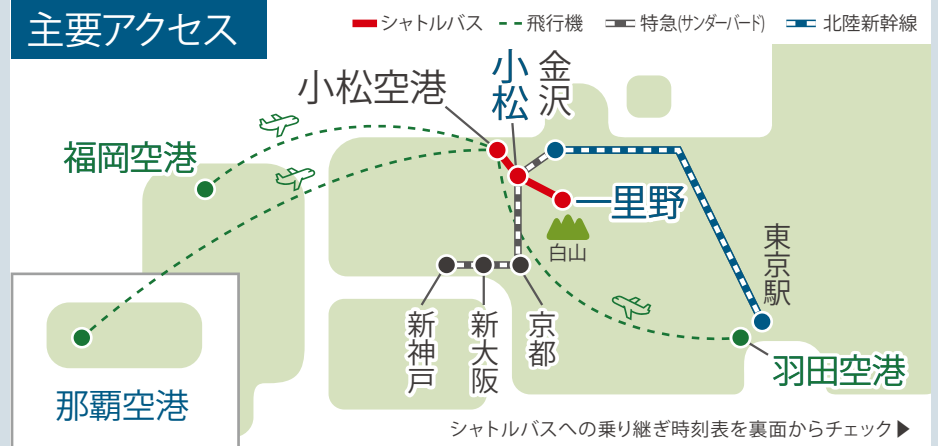 主要アクセス
シャトルバス
飛行機
特急(サンダーバード)
北陸新幹線
小松空港
小松
金沢
福岡空港
一里野
白山
東京駅
新神戸
新大阪
京都
羽田空港
那覇空港
シャトルバスへの乗り継ぎ時刻表を裏面からチェック▶